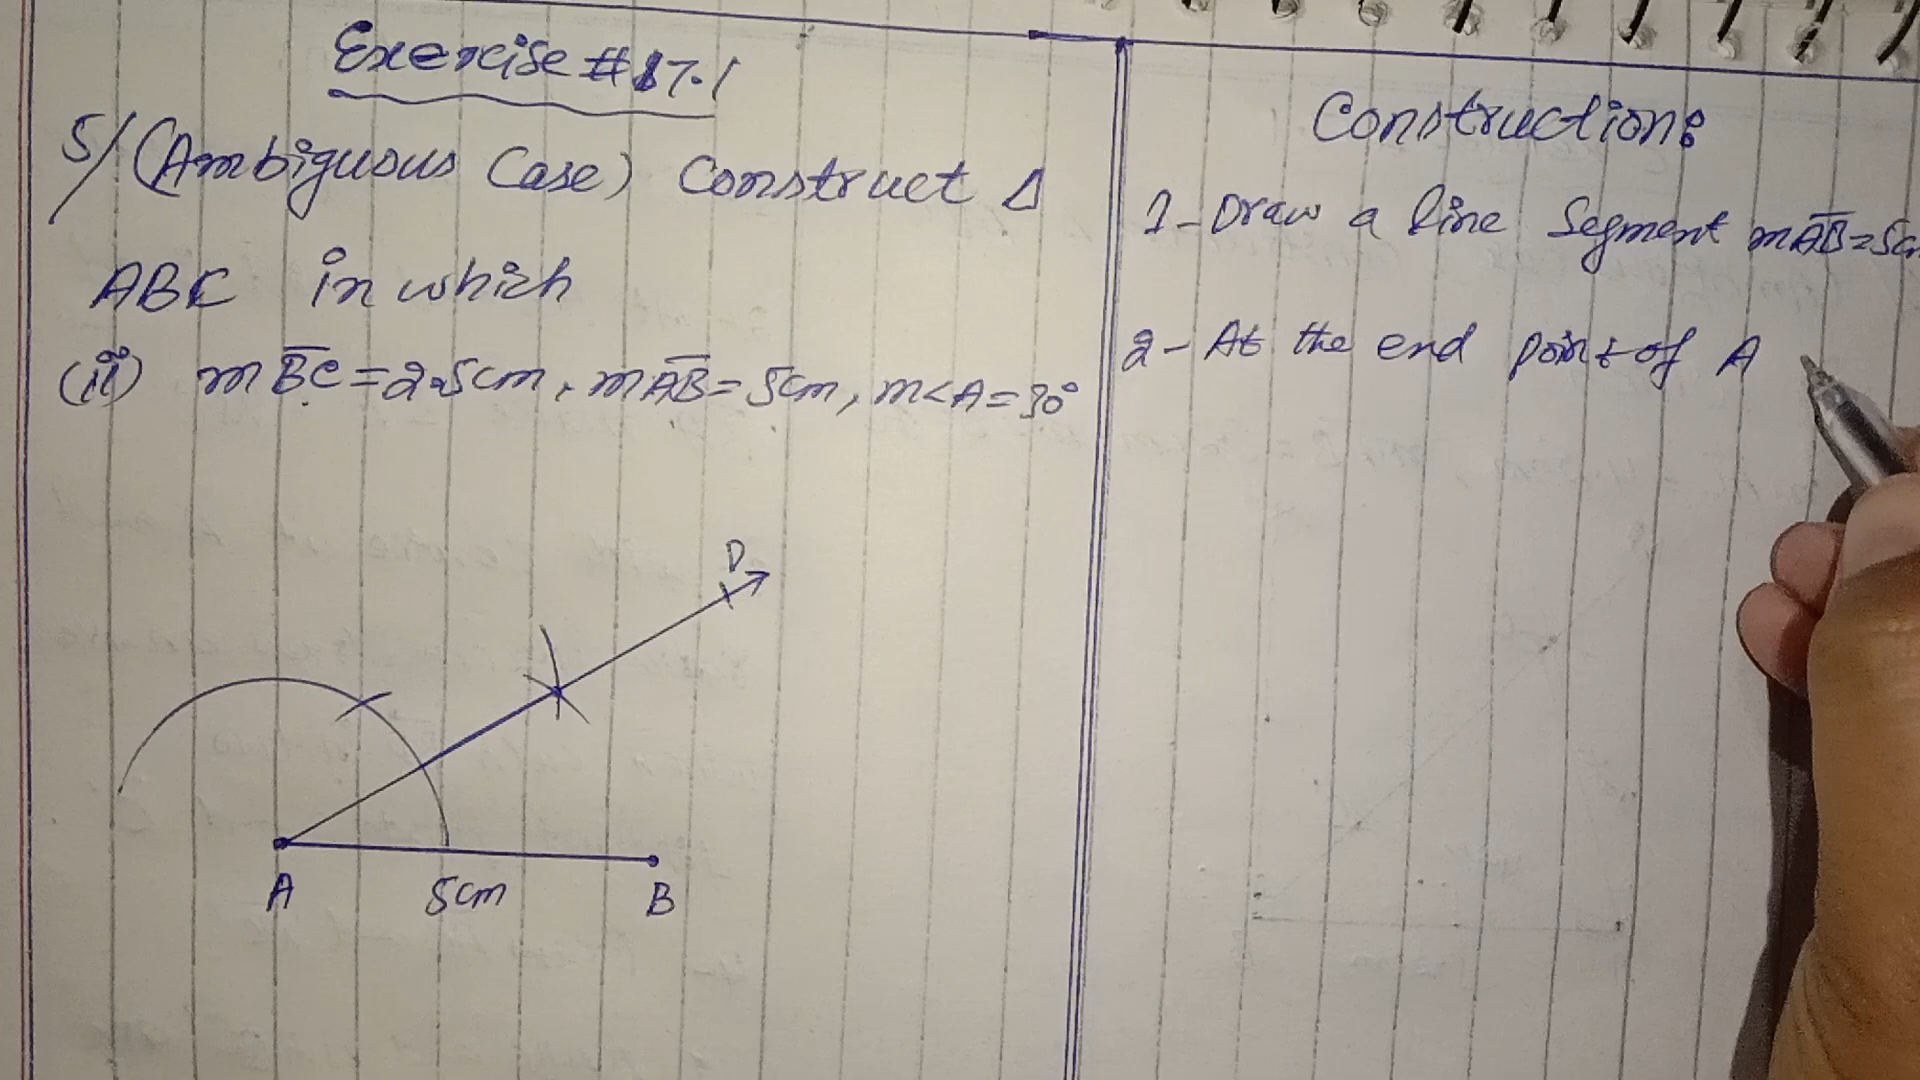 Exercise #17.1
5/ (Ambiguous Case) Construct Δ
ABC in which
(ii) mBC = 2.5cm, mAB = 5cm, m<A = 30°
D
A 5cm B
Construction:
1- Draw a line Segment mAB = 5cm
2- At the end point of A